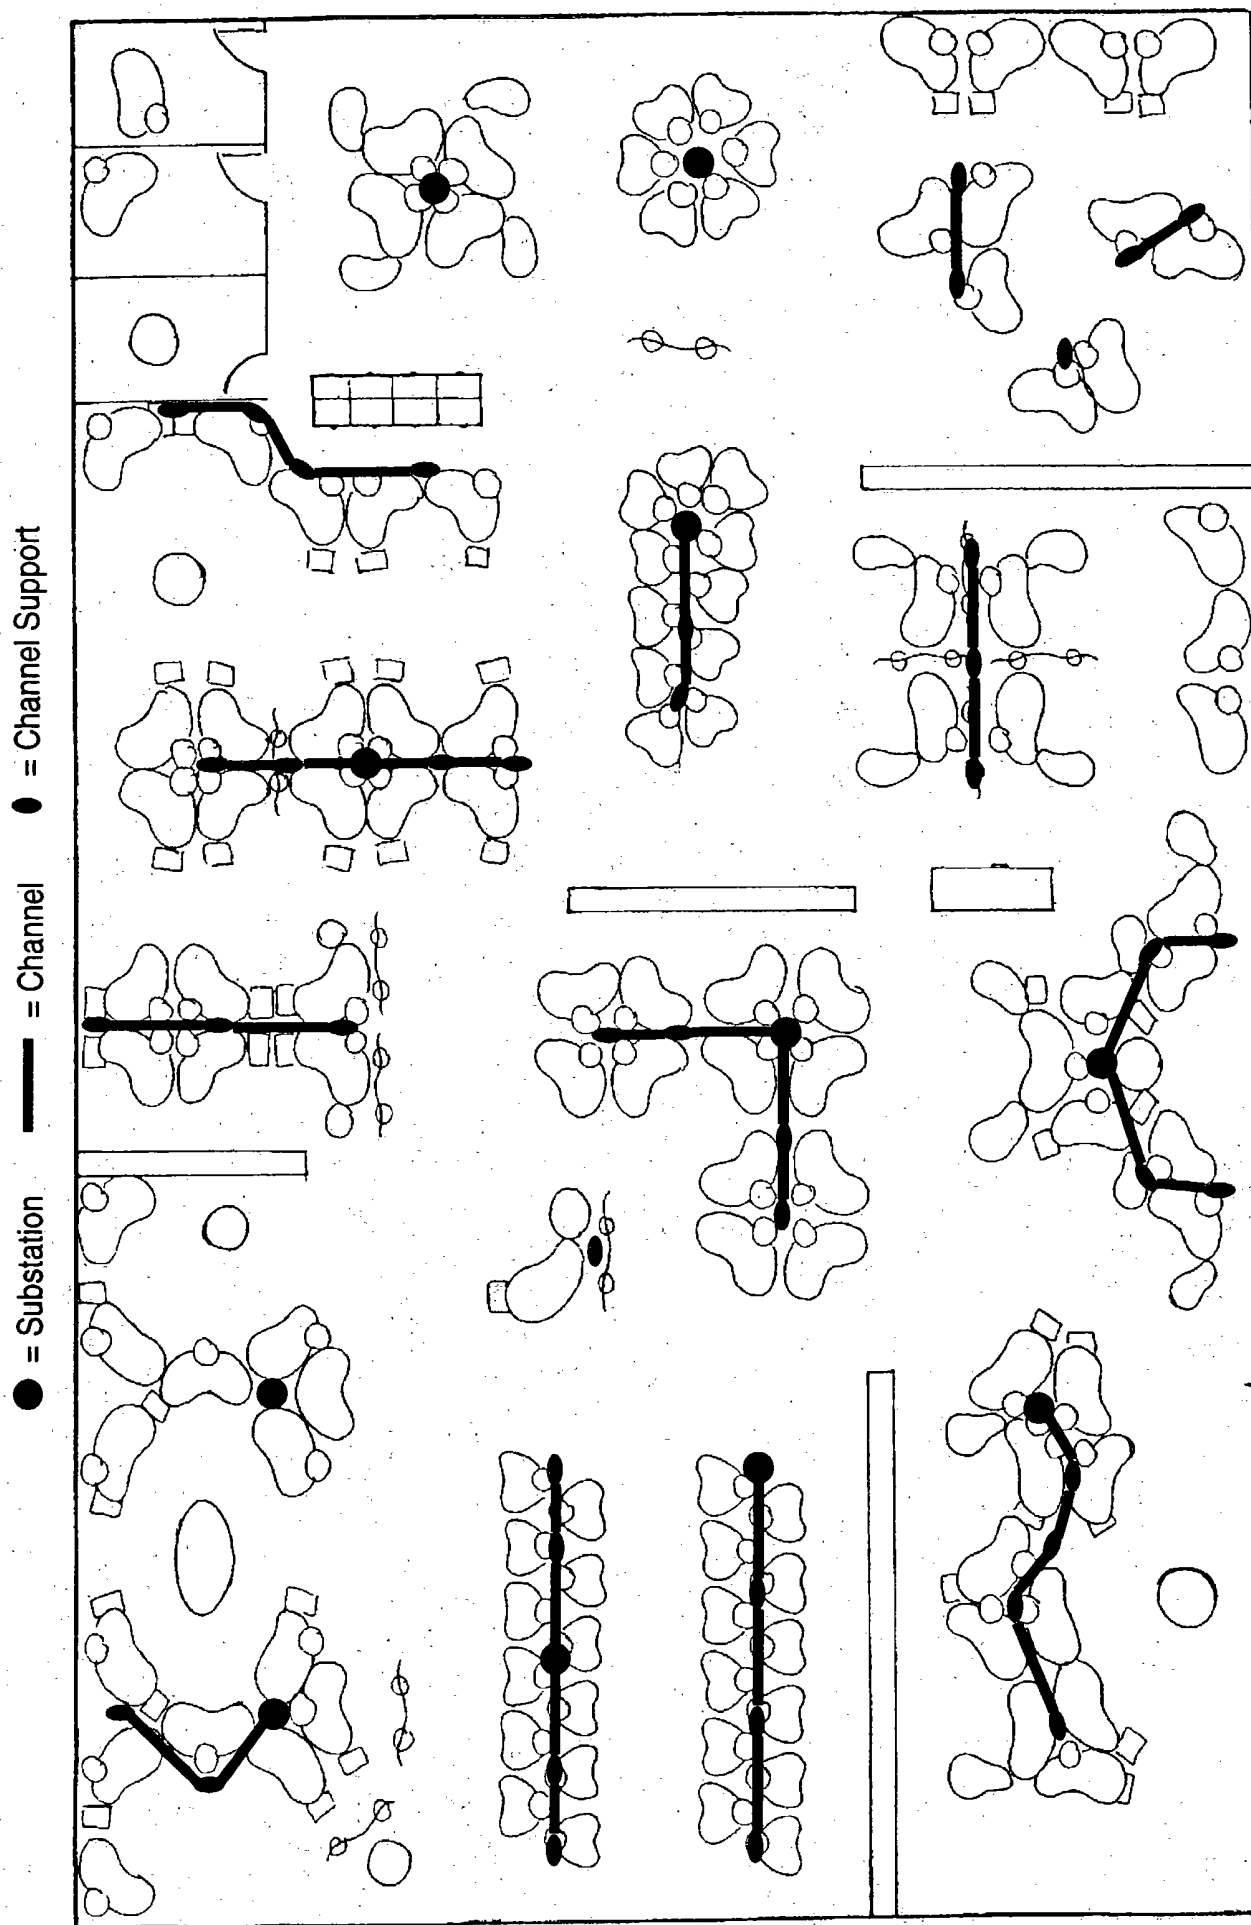 ● = Substation ▬ = Channel ⬮ = Channel Support